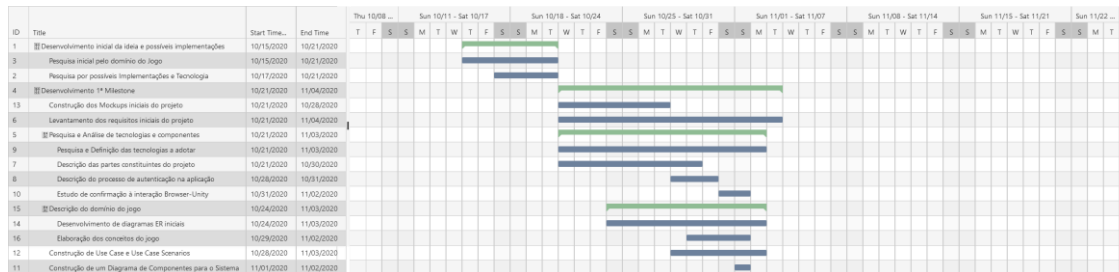 Thu 10/08 ... Sun 10/11 - Sat 10/17 Sun 10/18 - Sat 10/24 Sun 10/25 - Sat 10/31 Sun 11/01 - Sat 11/07 Sun 11/08 - Sat 11/14 Sun 11/15 - Sat 11/21 Sun 11/22 ...
ID Title Start Time... End Time T F S S M T W T F S S M T W T F S S M T W T F S S M T W T F S S M T W T F S S M T W T F S S M T
1 Desenvolvimento inicial da ideia e possíveis implementações 10/15/2020 10/21/2020
3 Pesquisa inicial pelo domínio do Jogo 10/15/2020 10/21/2020
2 Pesquisa por possíveis Implementações e Tecnologia 10/17/2020 10/21/2020
4 Desenvolvimento 1ª Milestone 10/21/2020 11/04/2020
13 Construção dos Mockups iniciais do projeto 10/21/2020 10/28/2020
6 Levantamento dos requisitos iniciais do projeto 10/21/2020 11/04/2020
5 Pesquisa e Análise de tecnologias e componentes 10/21/2020 11/03/2020
9 Pesquisa e Definição das tecnologias a adotar 10/21/2020 11/03/2020
7 Descrição das partes constituintes do projeto 10/21/2020 10/30/2020
8 Descrição do processo de autenticação na aplicação 10/28/2020 10/31/2020
10 Estudo de confirmação à interação Browser-Unity 10/31/2020 11/02/2020
15 Descrição do domínio do jogo 10/24/2020 11/03/2020
14 Desenvolvimento de diagramas ER iniciais 10/24/2020 11/03/2020
16 Elaboração dos conceitos do jogo 10/29/2020 11/02/2020
12 Construção de Use Case e Use Case Scenarios 10/28/2020 11/03/2020
11 Construção de um Diagrama de Componentes para o Sistema 11/01/2020 11/02/2020